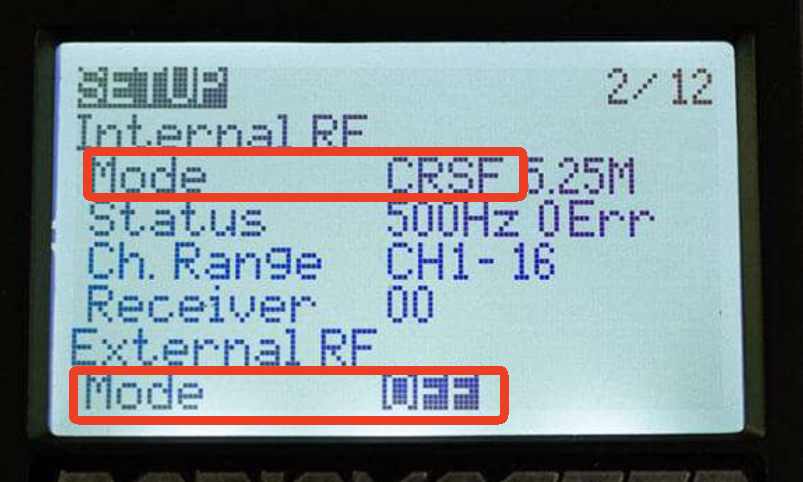 SETUP 2/12
Internal RF
Mode CRSF 5.25M
Status 500Hz 0Err
Ch. Range CH1-16
Receiver 00
External RF
Mode OFF